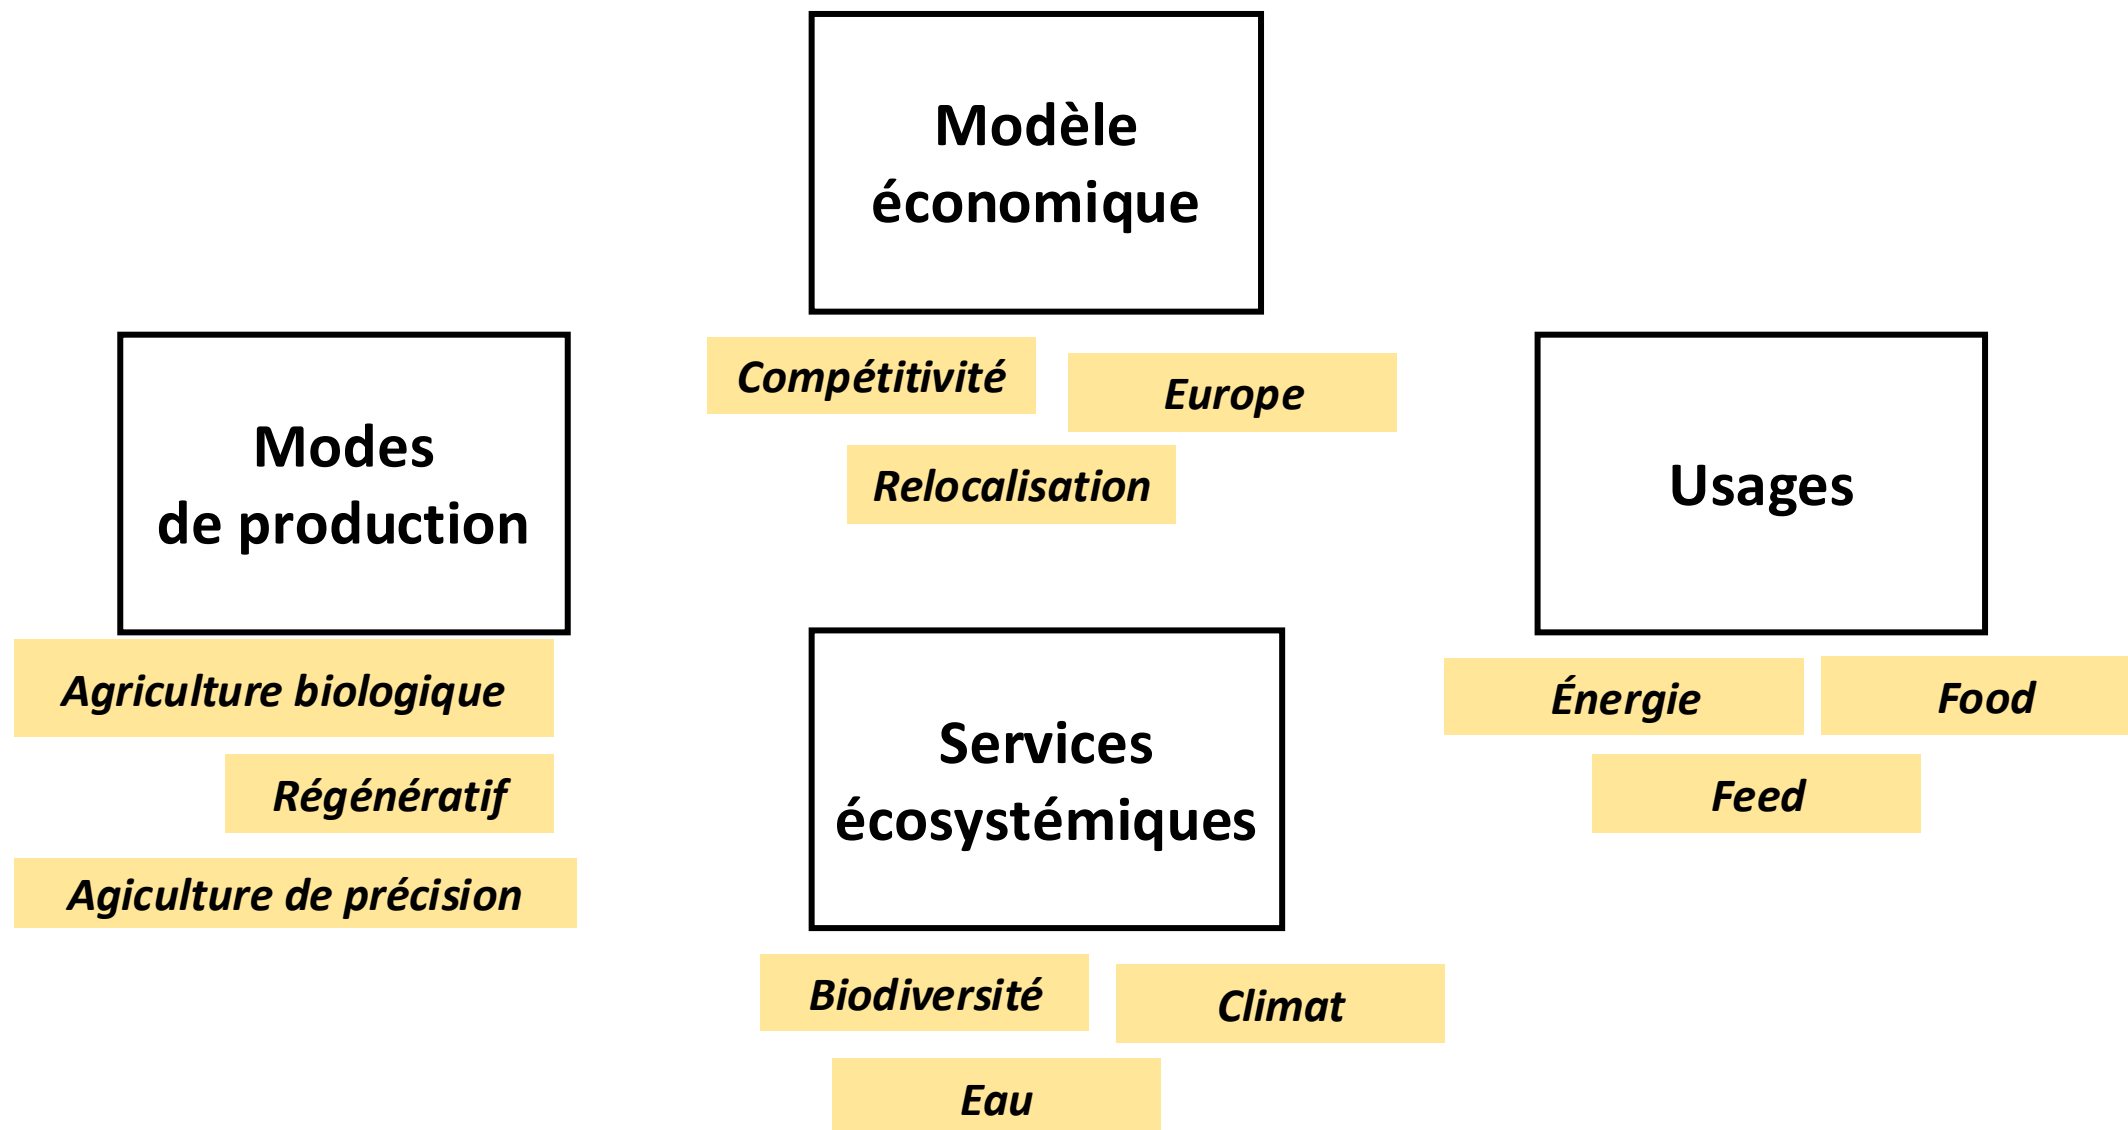 Modèle
économique
Compétitivité
Europe
Relocalisation
Modes
de production
Agriculture biologique
Régénératif
Agiculture de précision
Services
écosystémiques
Biodiversité
Climat
Eau
Usages
Énergie
Food
Feed